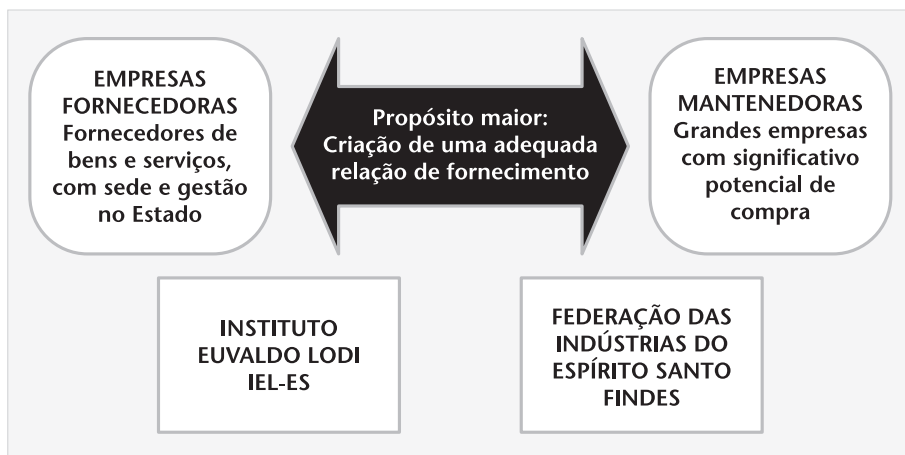 EMPRESAS
FORNECEDORAS
Fornecedores de
bens e serviços,
com sede e gestão
no Estado
Propósito maior:
Criação de uma adequada
relação de fornecimento
EMPRESAS
MANTENEDORAS
Grandes empresas
com significativo
potencial de
compra
INSTITUTO
EUVALDO LODI
IEL-ES
FEDERAÇÃO DAS
INDÚSTRIAS DO
ESPÍRITO SANTO
FINDES